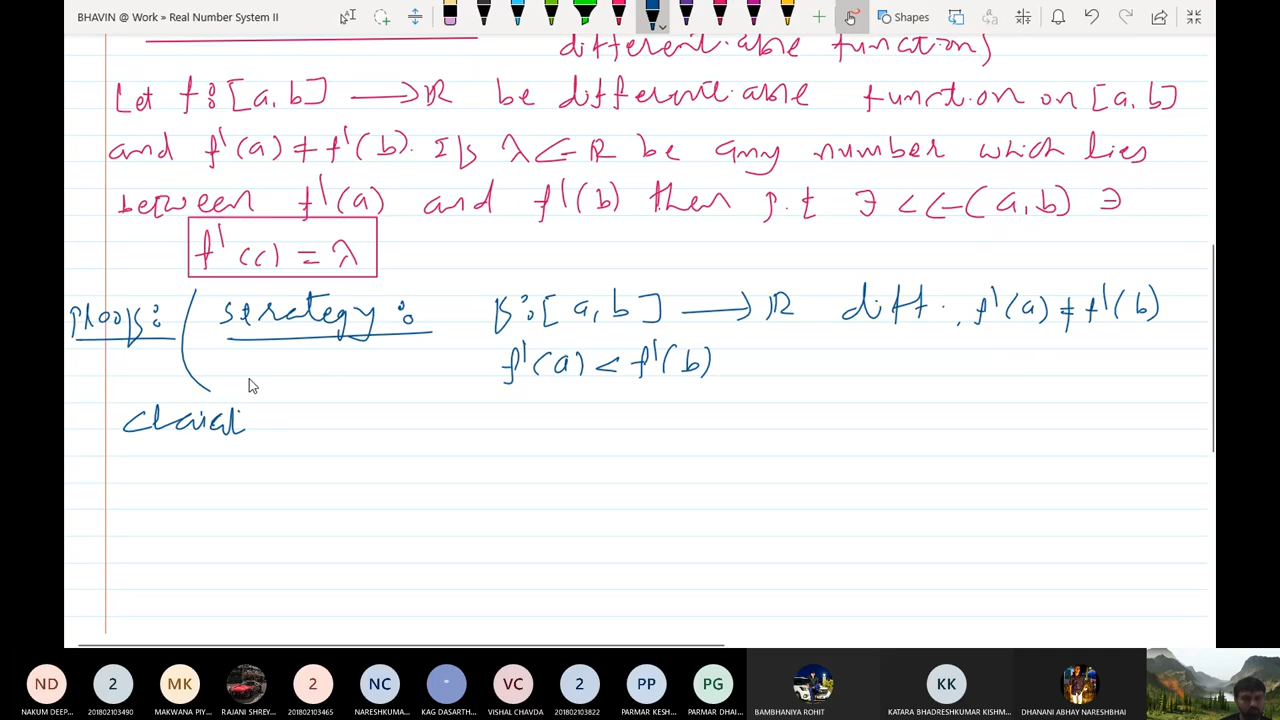 BHAVIN @ Work » Real Number System II
Shapes
differentiable function)
Let f:[a,b] ⟶ ℝ be differentiable function on [a,b]
and f'(a) ≠ f'(b). If λ∈ℝ be any number which lies
between f'(a) and f'(b) then p.t ∃ c∈(a,b) ∋
f'(c) = λ
Proof: ( strategy: f:[a,b] ⟶ ℝ diff., f'(a) ≠ f'(b)
f'(a) < f'(b)
ND
2
MK
2
NC
VC
2
PP
PG
KK
NAKUM DEEP...
201802103490
MAKWANA PIY...
RAJANI SHREY...
201802103465
NARESHKUMA...
KAG DASARTH...
VISHAL CHAVDA
201802103822
PARMAR KESH...
PARMAR DHAI...
BAMBHANIYA ROHIT
KATARA BHADRESHKUMAR KISHM...
DHANANI ABHAY NARESHBHAI